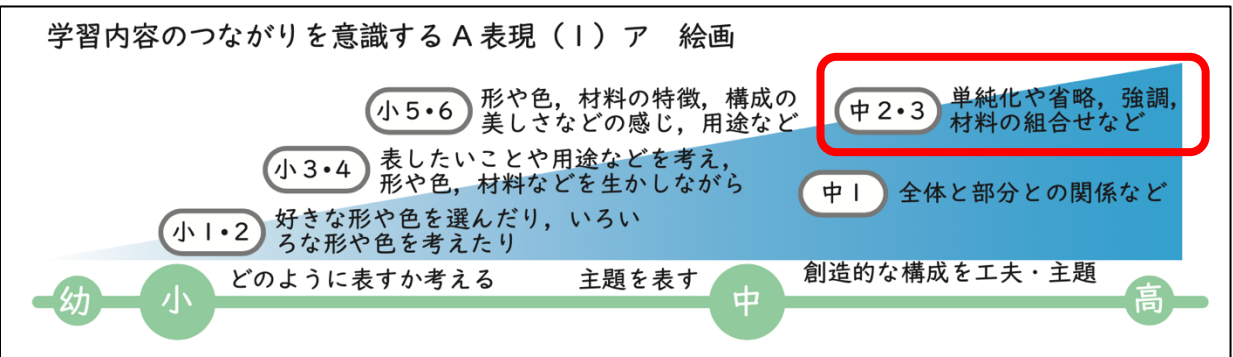 学習内容のつながりを意識する A 表現(1)ア 絵画
小5・6
形や色,材料の特徴,構成の
美しさなどの感じ,用途など
中2・3
単純化や省略,強調,
材料の組合せなど
小3・4
表したいことや用途などを考え,
形や色,材料などを生かしながら
中1
全体と部分との関係など
小1・2
好きな形や色を選んだり,いろい
ろな形や色を考えたり
どのように表すか考える
主題を表す
創造的な構成を工夫・主題
幼
小
中
高